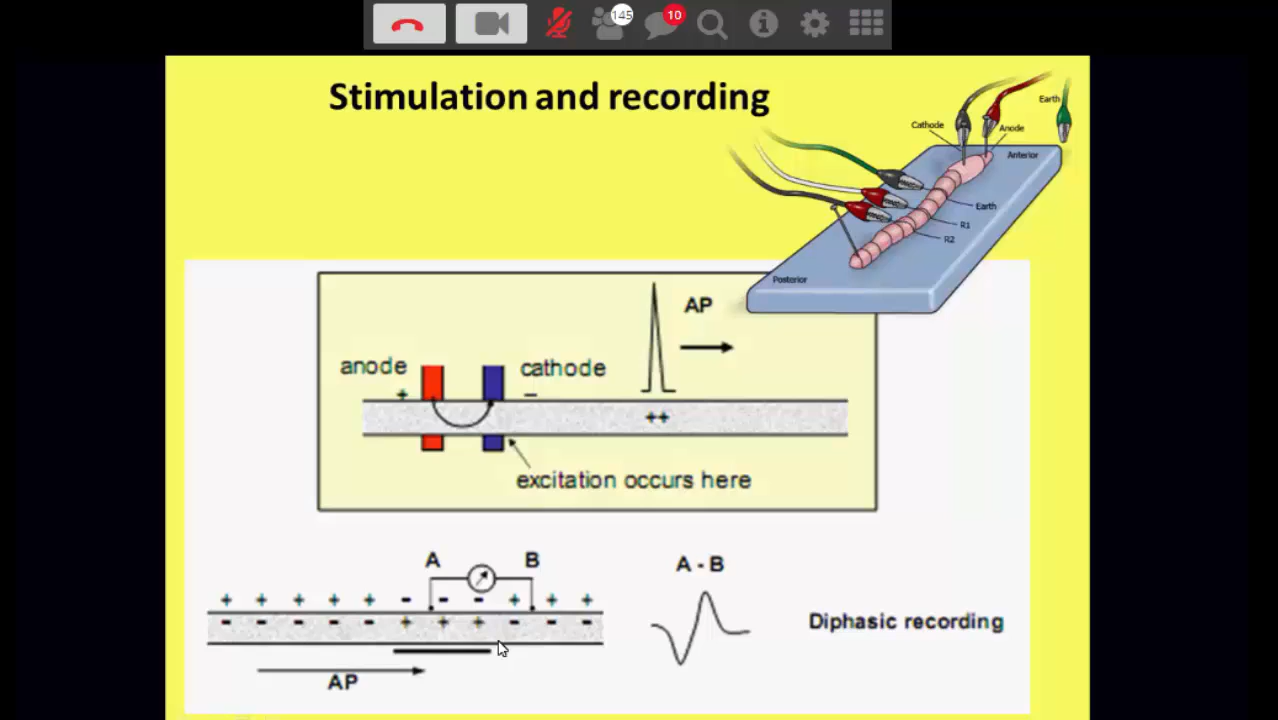 145
10
Stimulation and recording
Earth
Cathode
Anode
Anterior
Earth
R1
R2
Posterior
AP
anode
cathode
+
-
++
excitation occurs here
A
B
A - B
+ + + + + - - - + + +
- - - - - + + + - - -
Diphasic recording
AP